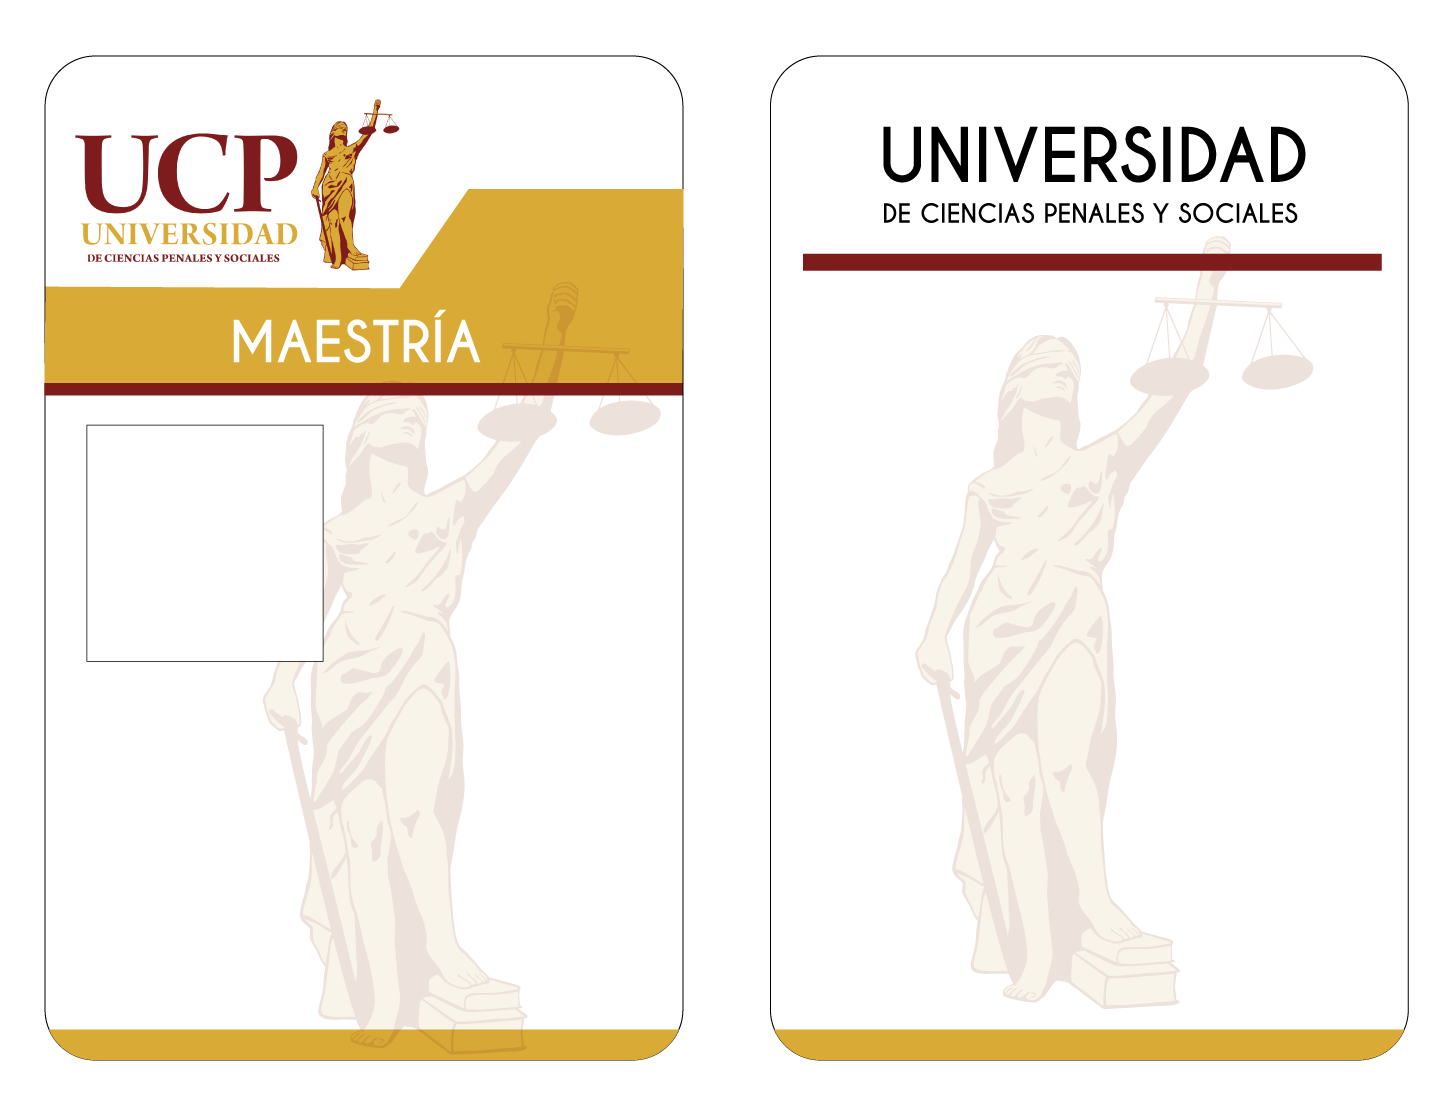 UCP
UNIVERSIDAD
DE CIENCIAS PENALES Y SOCIALES
MAESTRÍA
UNIVERSIDAD
DE CIENCIAS PENALES Y SOCIALES